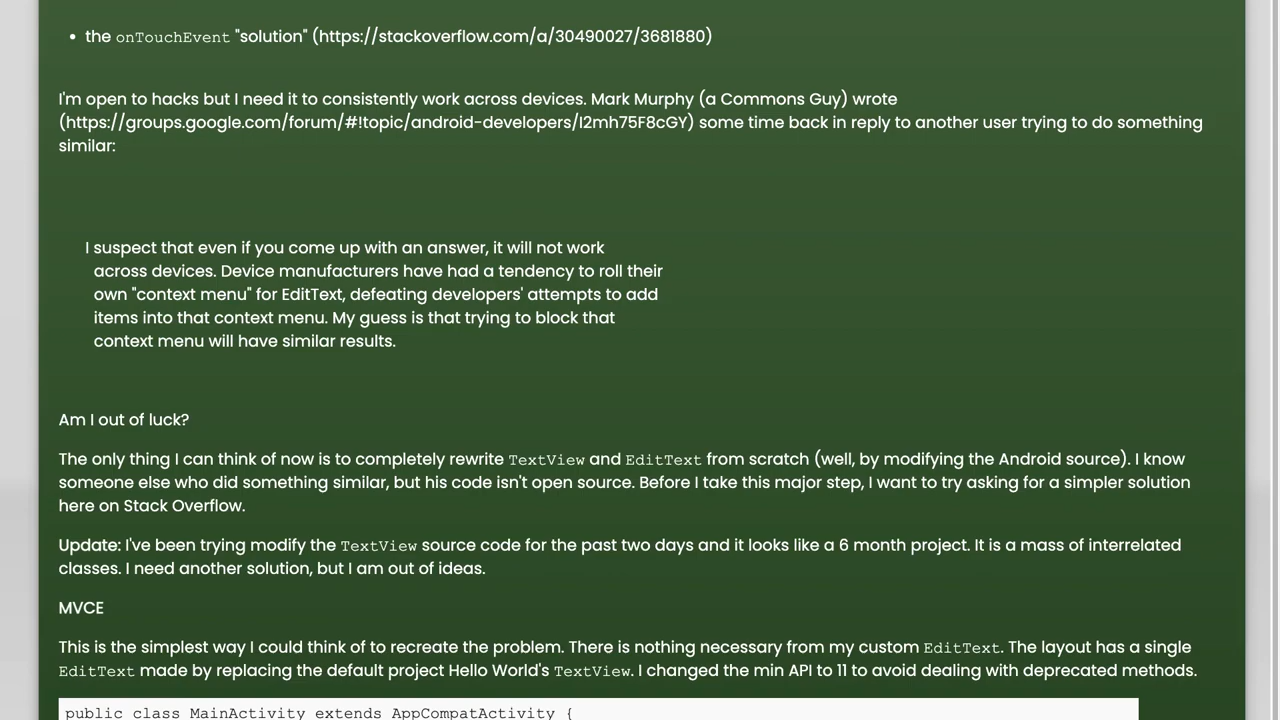 • the onTouchEvent "solution" (https://stackoverflow.com/a/30490027/3681880)
I'm open to hacks but I need it to consistently work across devices. Mark Murphy (a Commons Guy) wrote
(https://groups.google.com/forum/#!topic/android-developers/I2mh75F8cGY) some time back in reply to another user trying to do something
similar:
I suspect that even if you come up with an answer, it will not work
across devices. Device manufacturers have had a tendency to roll their
own "context menu" for EditText, defeating developers' attempts to add
items into that context menu. My guess is that trying to block that
context menu will have similar results.
Am I out of luck?
The only thing I can think of now is to completely rewrite TextView and EditText from scratch (well, by modifying the Android source). I know
someone else who did something similar, but his code isn't open source. Before I take this major step, I want to try asking for a simpler solution
here on Stack Overflow.
Update: I've been trying modify the TextView source code for the past two days and it looks like a 6 month project. It is a mass of interrelated
classes. I need another solution, but I am out of ideas.
MVCE
This is the simplest way I could think of to recreate the problem. There is nothing necessary from my custom EditText. The layout has a single
EditText made by replacing the default project Hello World's TextView. I changed the min API to 11 to avoid dealing with deprecated methods.
public class MainActivity extends AppCompatActivity {